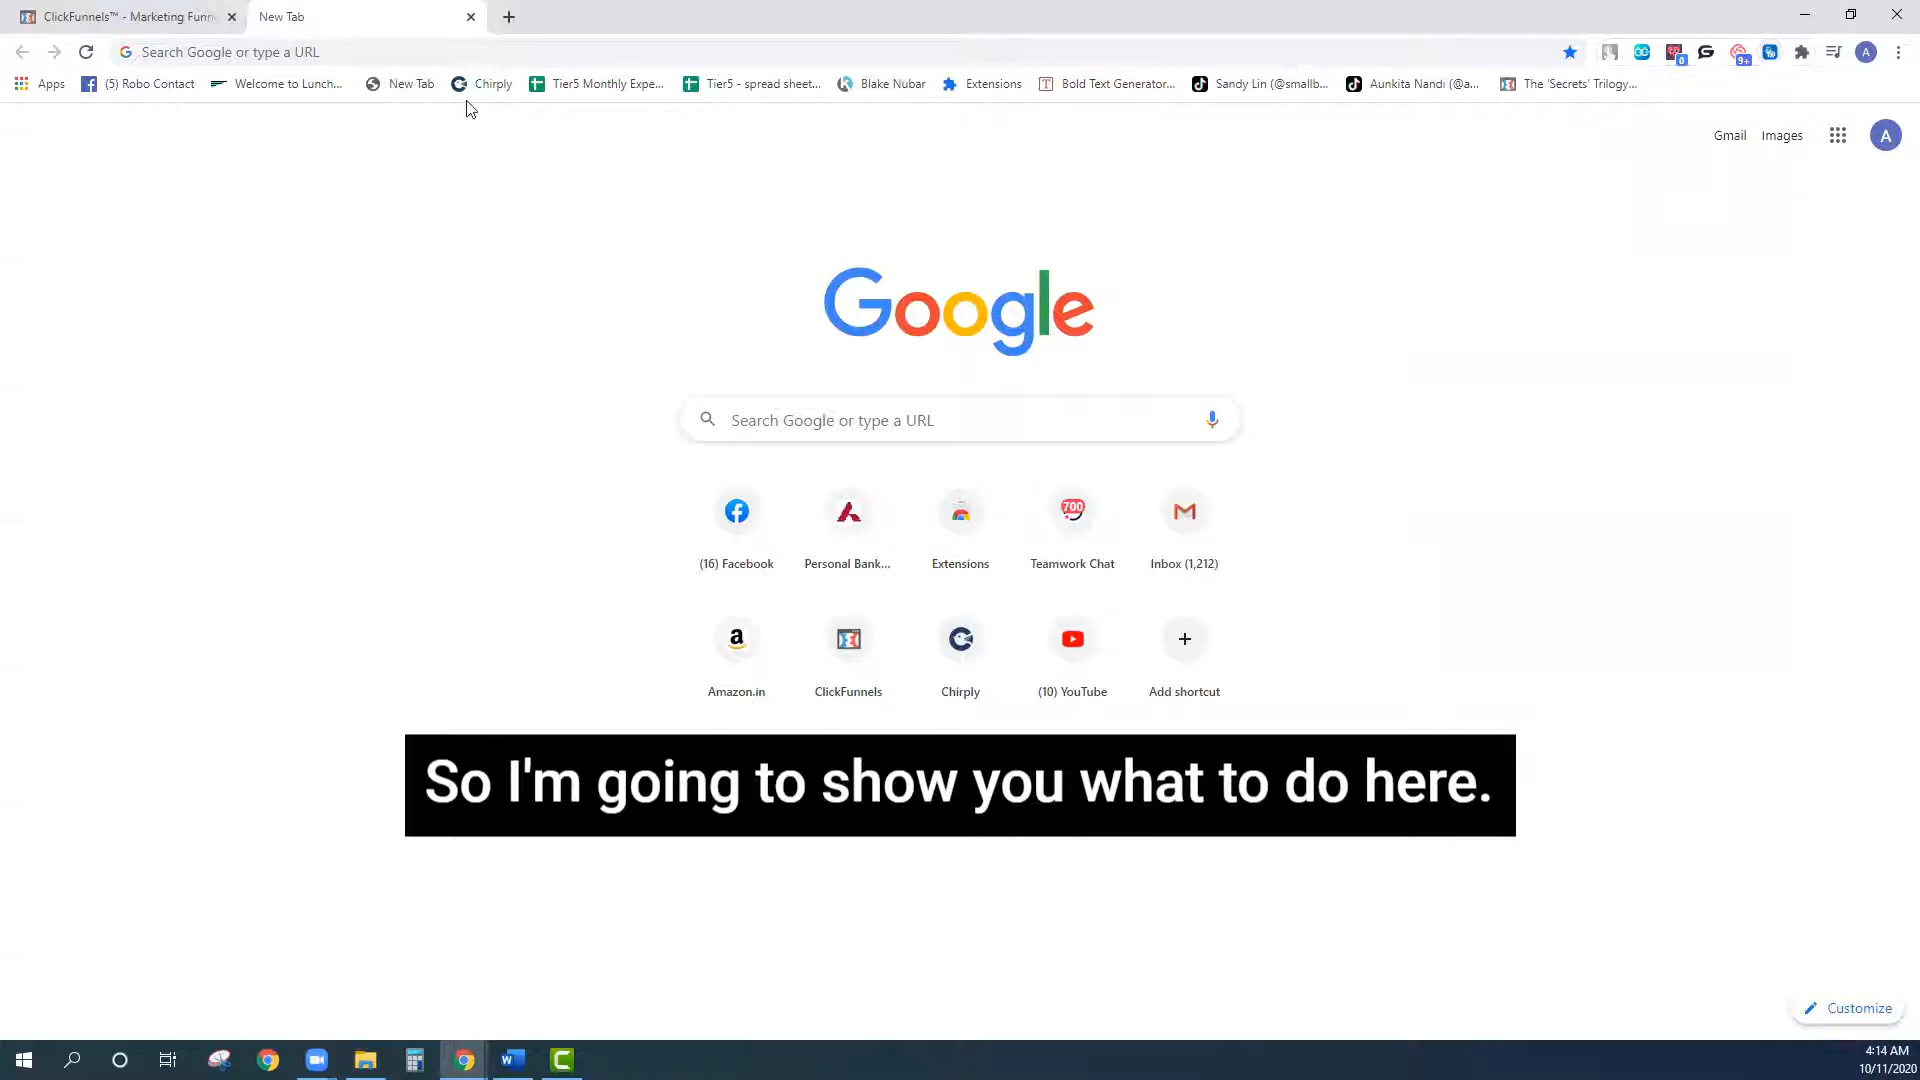 ClickFunnels™ - Marketing Funn
New Tab
Search Google or type a URL
0
9+
A
Apps
(5) Robo Contact
Welcome to Lunch...
New Tab
Chirply
Tier5 Monthly Expe...
Tier5 - spread sheet...
Blake Nubar
Extensions
Bold Text Generator...
Sandy Lin (@smallb...
Aunkita Nandi (@a...
The 'Secrets' Trilogy...
Gmail
Images
A
Google
Search Google or type a URL
700
(16) Facebook
Personal Bank...
Extensions
Teamwork Chat
Inbox (1,212)
Amazon.in
ClickFunnels
Chirply
(10) YouTube
Add shortcut
So I'm going to show you what to do here.
Customize
4:14 AM
10/11/2020